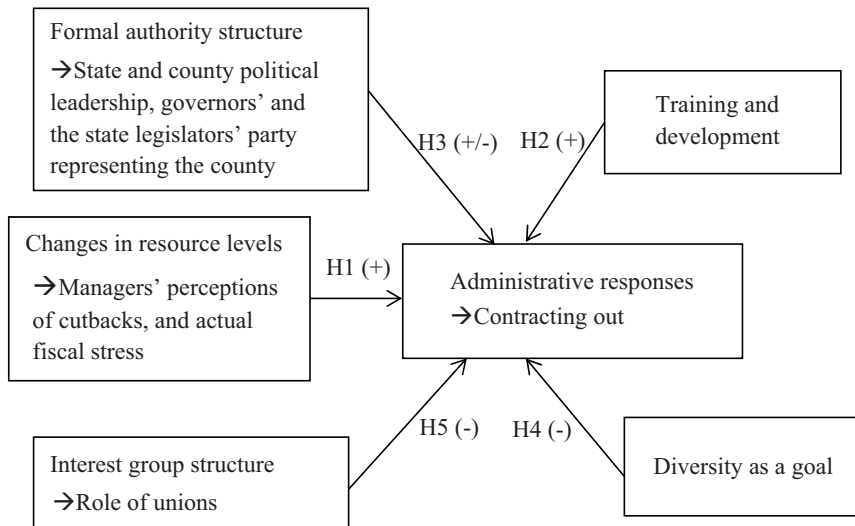 Formal authority structure
→State and county political
leadership, governors’ and
the state legislators’ party
representing the county
Training and
development
H3 (+/-)
H2 (+)
Changes in resource levels
→Managers’ perceptions
of cutbacks, and actual
fiscal stress
H1 (+)
Administrative responses
→Contracting out
H5 (-)
H4 (-)
Interest group structure
→Role of unions
Diversity as a goal